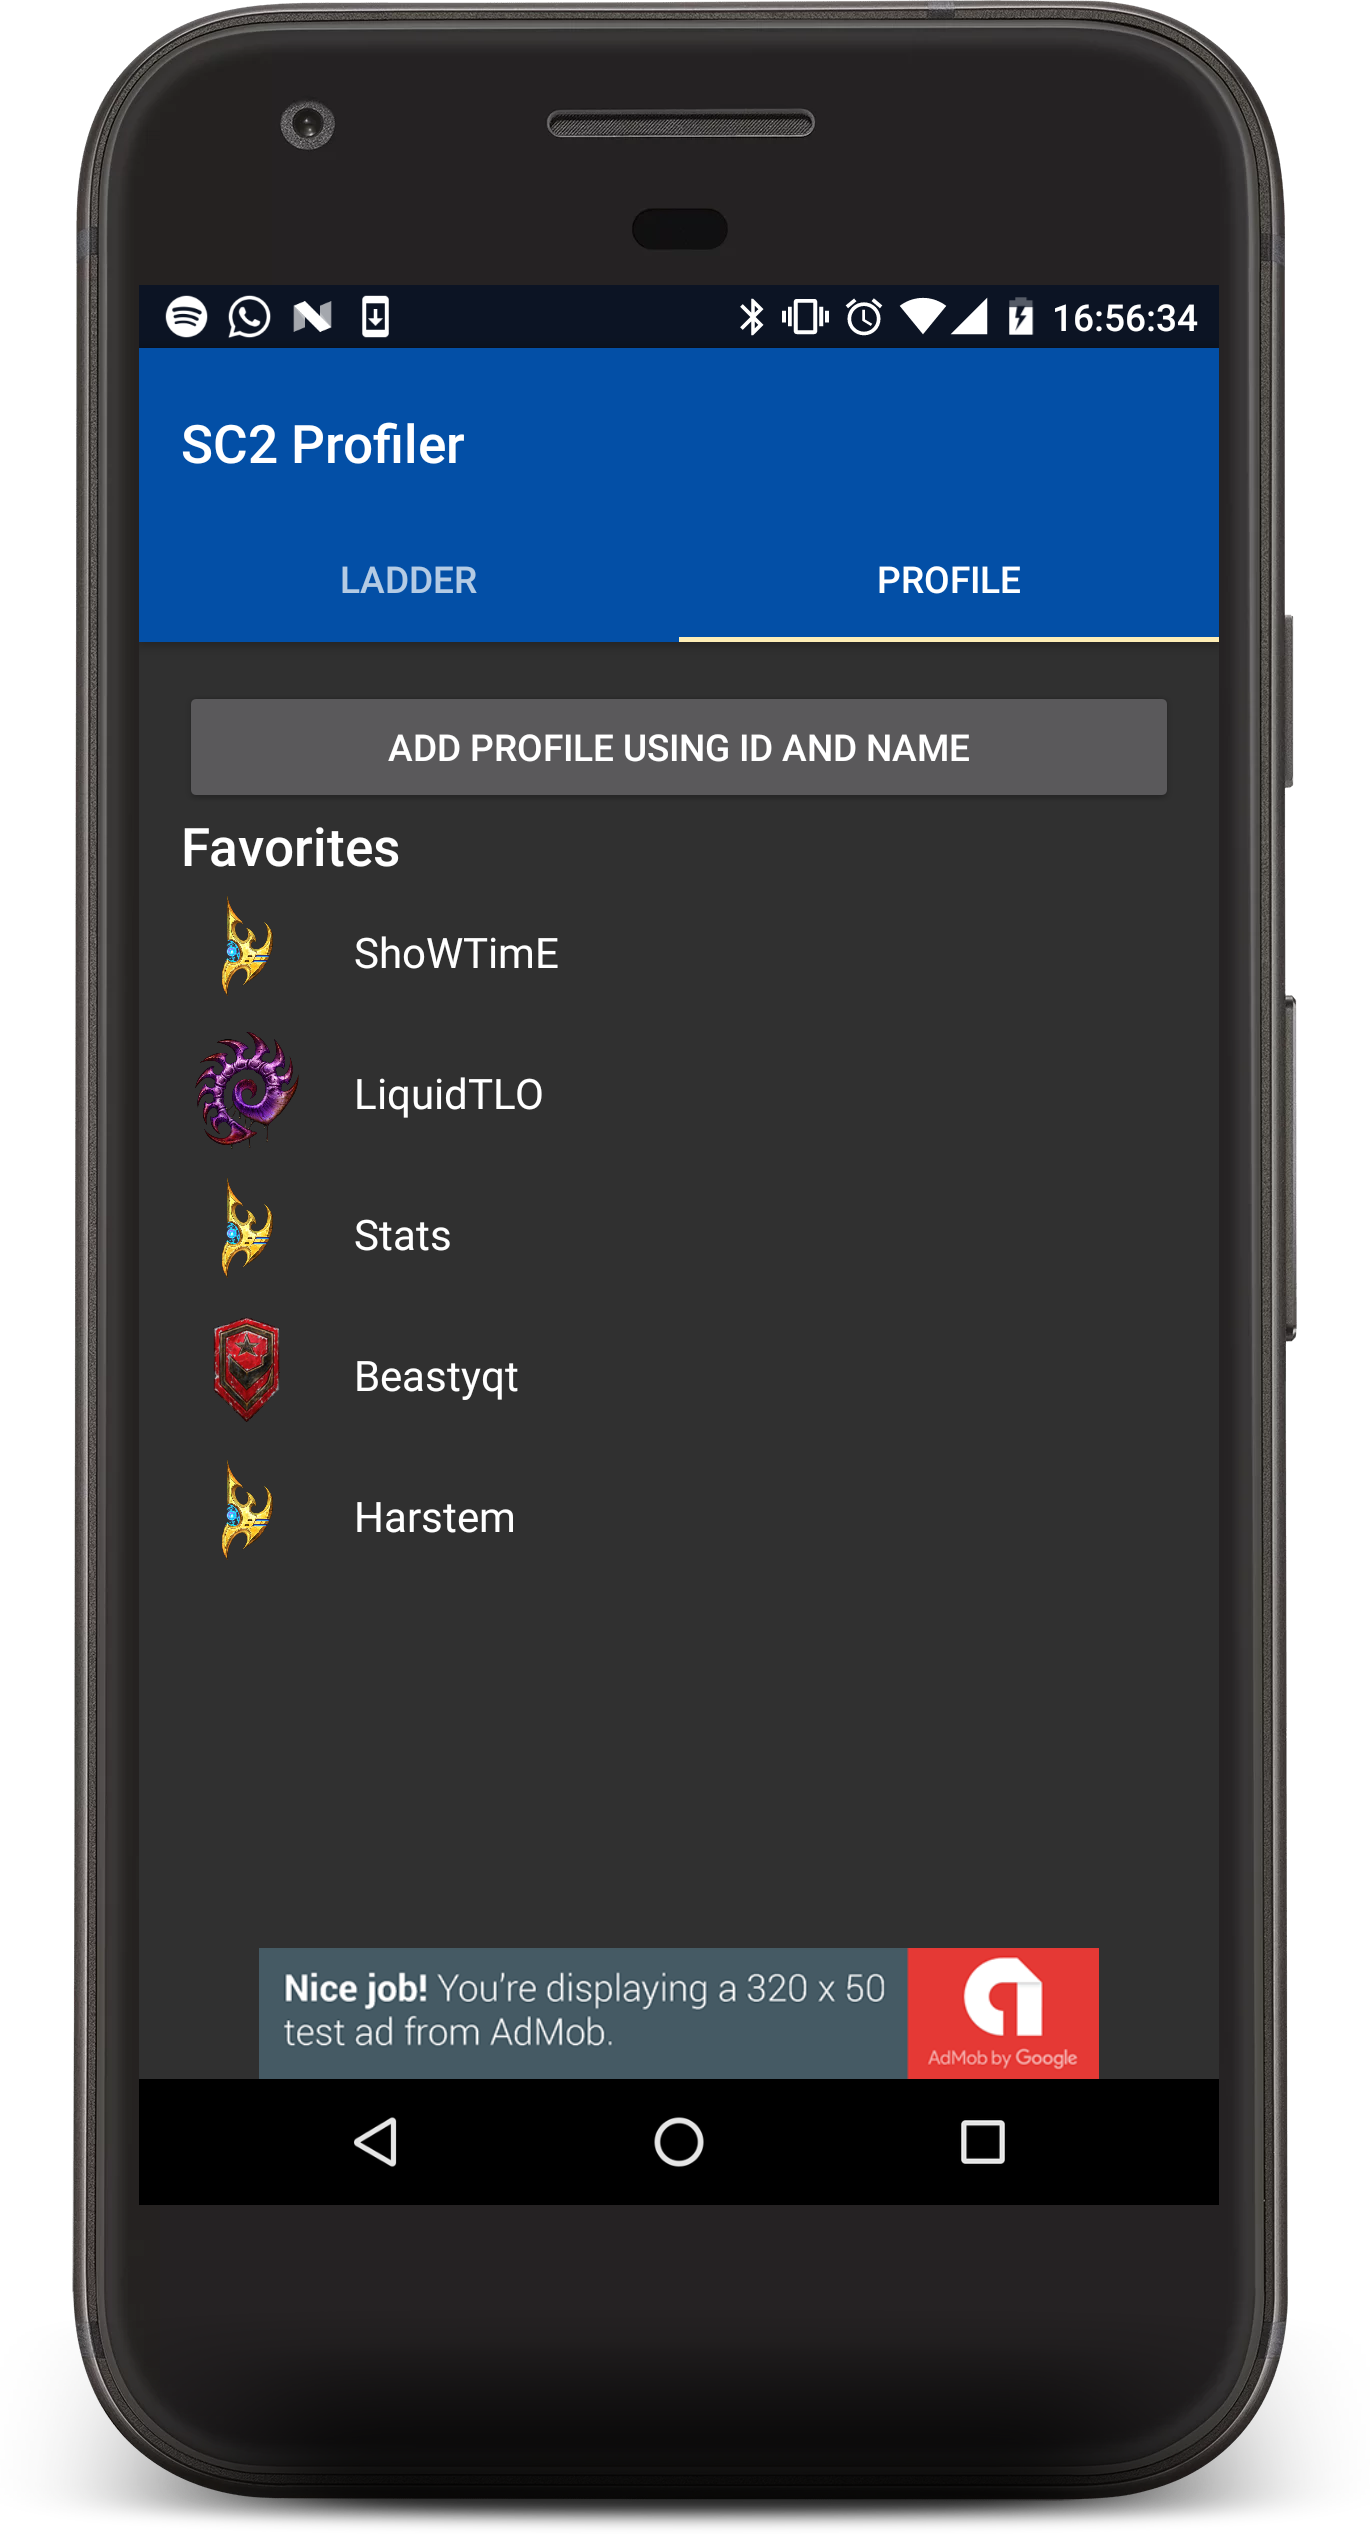 16:56:34
SC2 Profiler
LADDER
PROFILE
ADD PROFILE USING ID AND NAME
Favorites
ShoWTimE
LiquidTLO
Stats
Beastyqt
Harstem
Nice job! You're displaying a 320 x 50
test ad from AdMob.
AdMob by Google